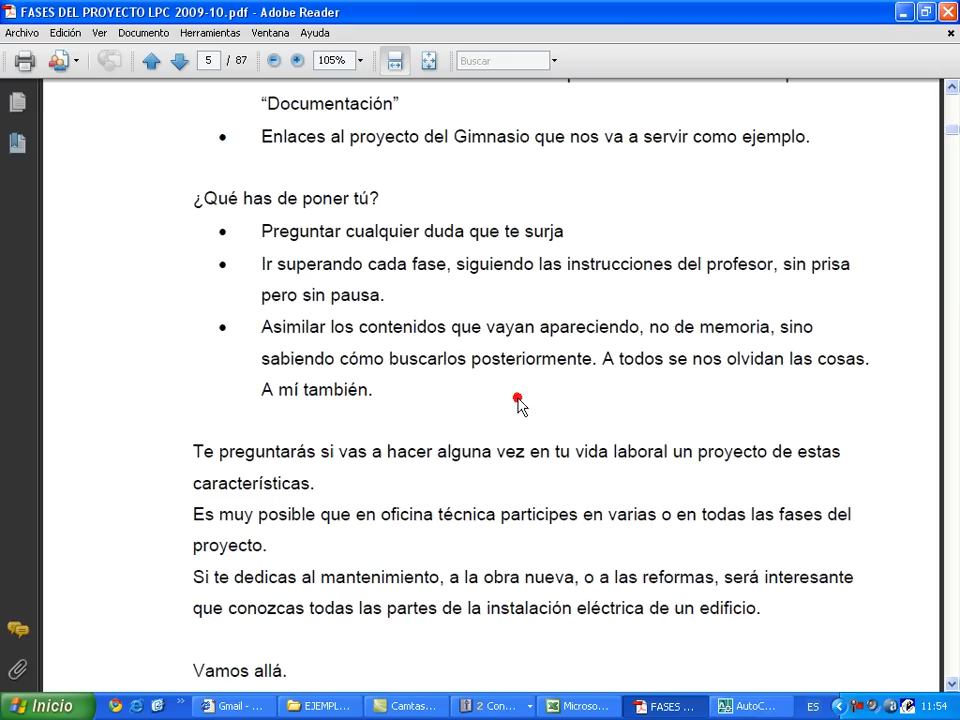 FASES DEL PROYECTO LPC 2009-10.pdf - Adobe Reader
Archivo Edición Ver Documento Herramientas Ventana Ayuda
5 / 87 105% Buscar
“Documentación”
• Enlaces al proyecto del Gimnasio que nos va a servir como ejemplo.
¿Qué has de poner tú?
• Preguntar cualquier duda que te surja
• Ir superando cada fase, siguiendo las instrucciones del profesor, sin prisa
pero sin pausa.
• Asimilar los contenidos que vayan apareciendo, no de memoria, sino
sabiendo cómo buscarlos posteriormente. A todos se nos olvidan las cosas.
A mí también.
Te preguntarás si vas a hacer alguna vez en tu vida laboral un proyecto de estas
características.
Es muy posible que en oficina técnica participes en varias o en todas las fases del
proyecto.
Si te dedicas al mantenimiento, a la obra nueva, o a las reformas, será interesante
que conozcas todas las partes de la instalación eléctrica de un edificio.
Vamos allá.
Inicio Gmail - ... EJEMPL... Camtas... 2 Con... Microso... FASES ... AutoC... ES 11:54